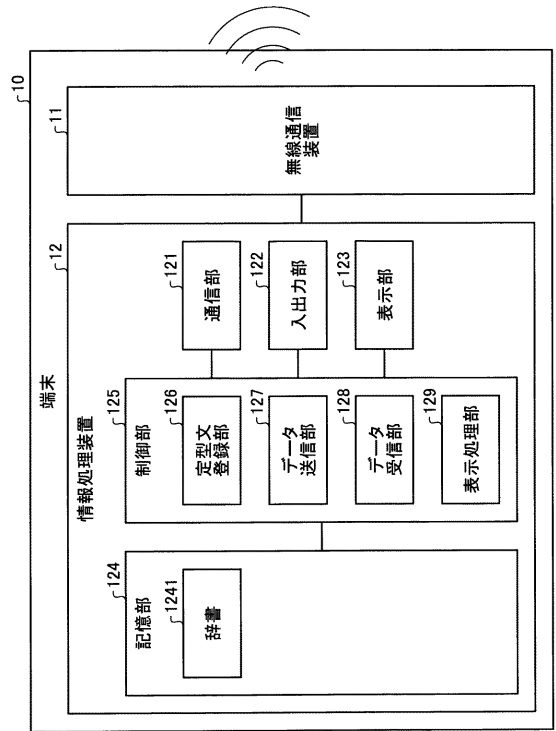 10
端末
12
情報処理装置
124
記憶部
1241
辞書
125
制御部
126
定型文
登録部
127
データ
送信部
128
データ
受信部
129
表示処理部
121
通信部
122
入出力部
123
表示部
11
無線通信
装置